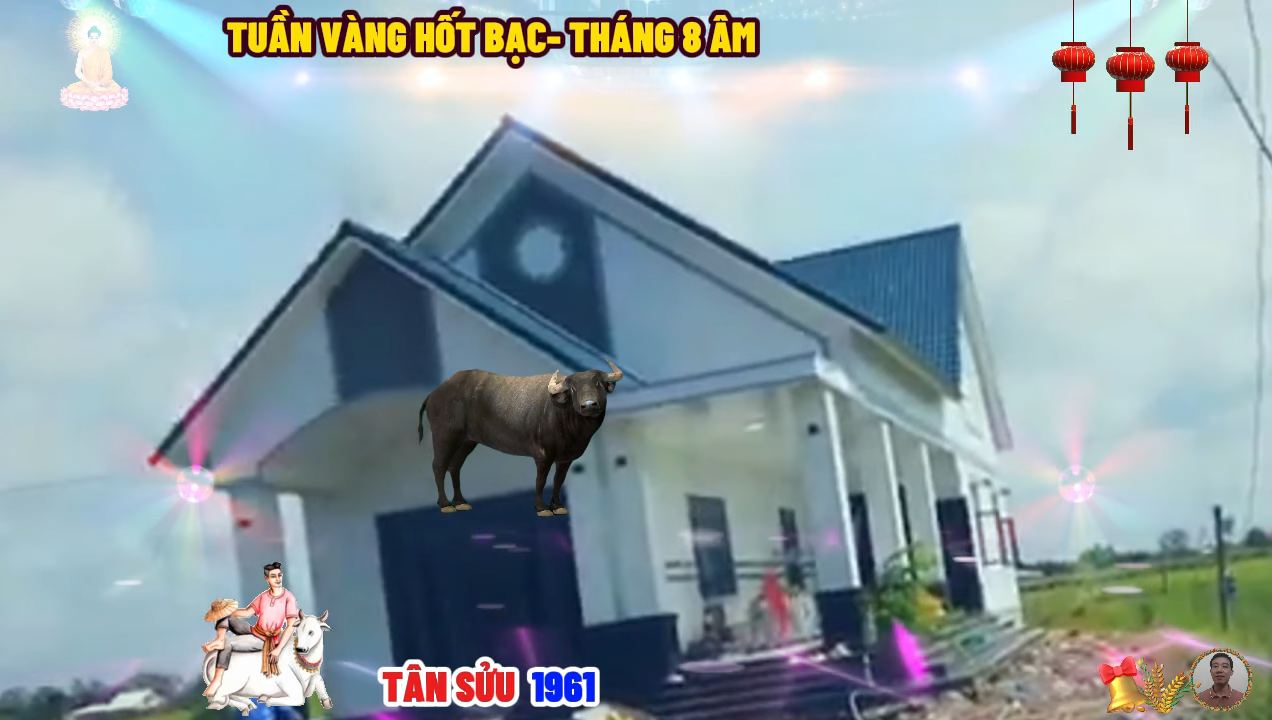 TUẦN VÀNG HỐT BẠC- THÁNG 8 ÂM
TÂN SỬU 1961